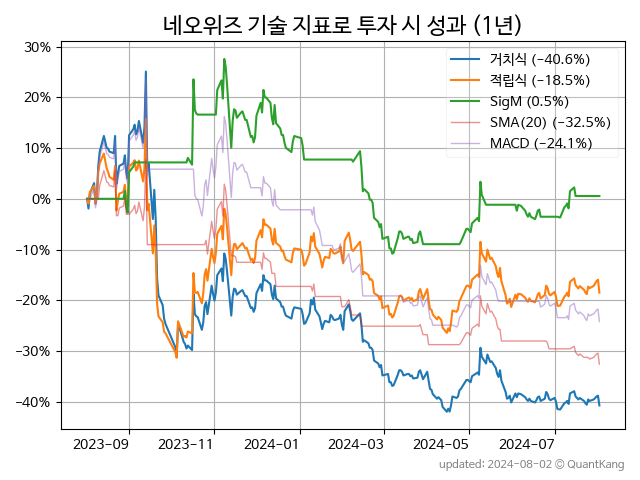 네오위즈 기술 지표로 투자 시 성과 (1년)
거치식 (−40.6%)
적립식 (−18.5%)
SigM (0.5%)
SMA(20) (−32.5%)
MACD (−24.1%)
30%
20%
10%
0%
−10%
−20%
−30%
−40%
2023−09 2023−11 2024−01 2024−03 2024−05 2024−07
updated: 2024−08−02 ⓒ QuantKang